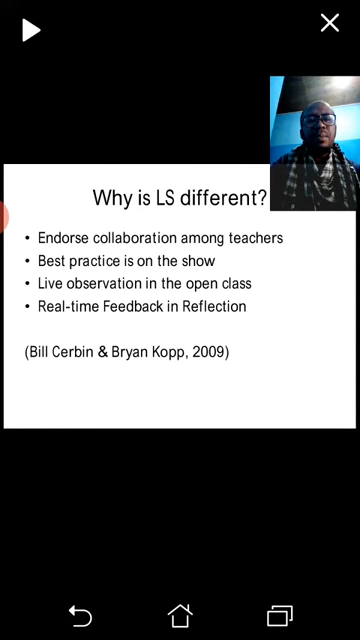 Why is LS different?
• Endorse collaboration among teachers
• Best practice is on the show
• Live observation in the open class
• Real-time Feedback in Reflection
(Bill Cerbin & Bryan Kopp, 2009)